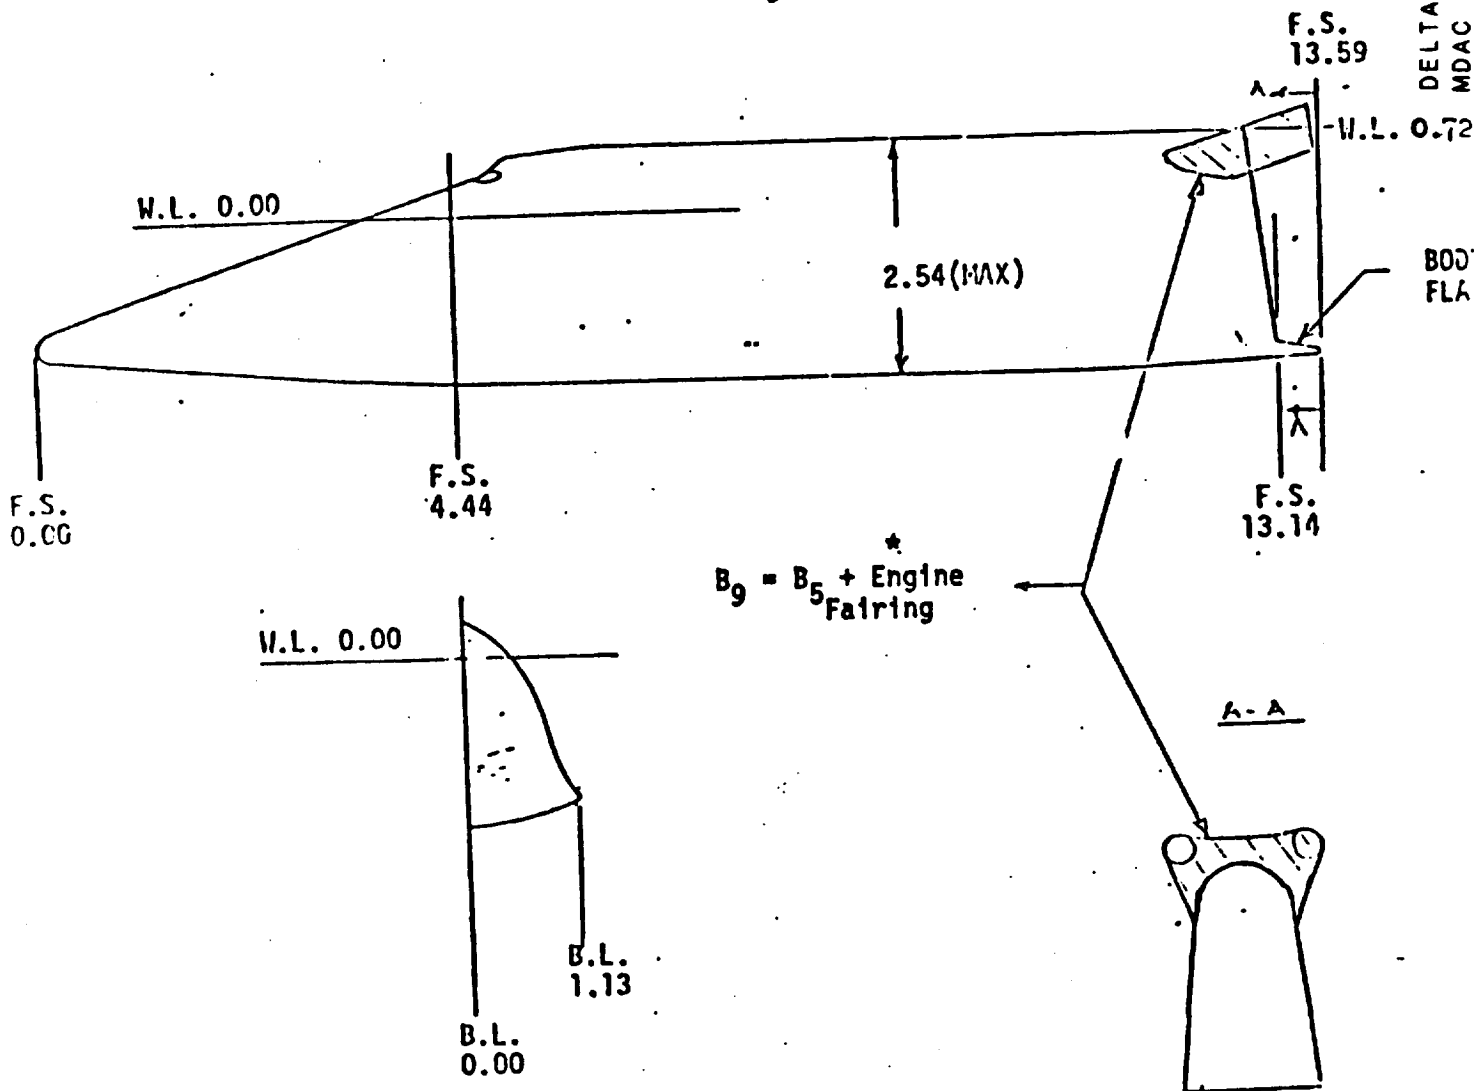 F.S.
13.59
DELTA
MDAC
W.L. 0.72
W.L. 0.00
2.54(MAX)
F.S.
0.00
F.S.
4.44
F.S.
13.14
*
B9 = B5 + Engine
Fairing
W.L. 0.00
A-A
B.L.
1.13
B.L.
0.00